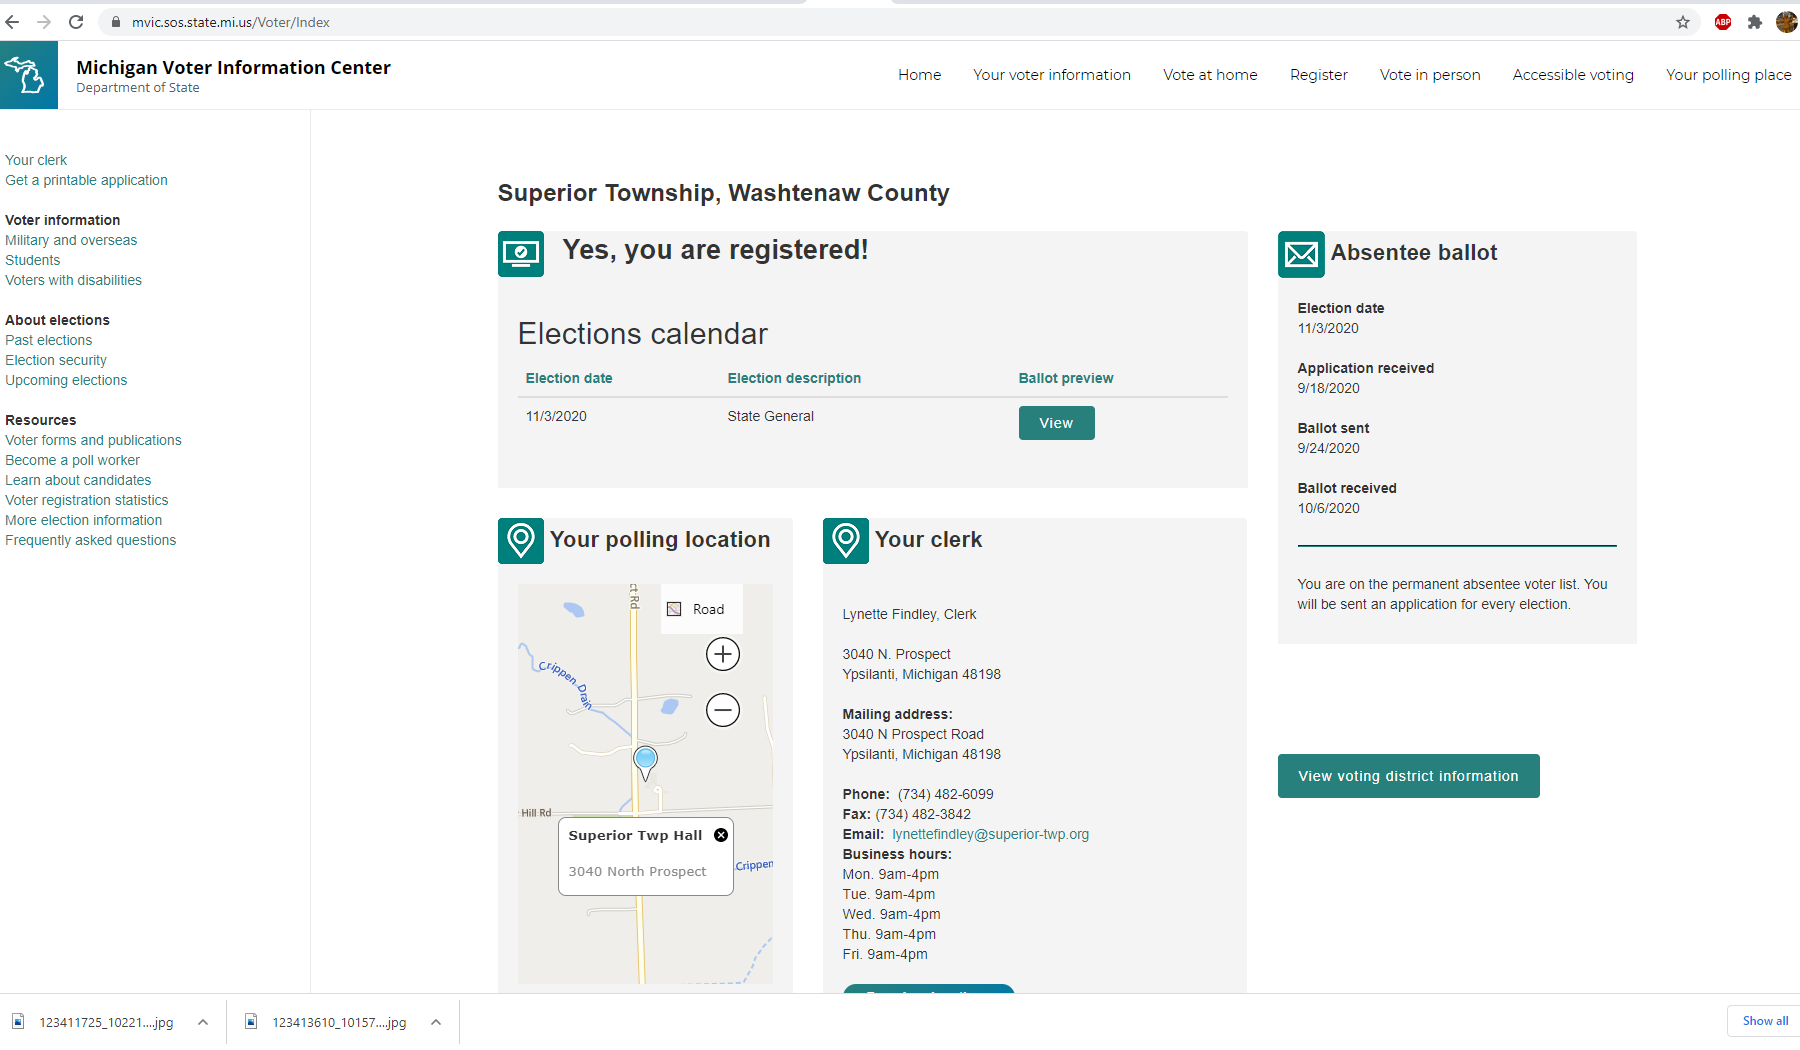 mvic.sos.state.mi.us/Voter/Index
ABP
Michigan Voter Information Center
Department of State
Home
Your voter information
Vote at home
Register
Vote in person
Accessible voting
Your polling place
Your clerk
Get a printable application
Voter information
Military and overseas
Students
Voters with disabilities
About elections
Past elections
Election security
Upcoming elections
Resources
Voter forms and publications
Become a poll worker
Learn about candidates
Voter registration statistics
More election information
Frequently asked questions
Superior Township, Washtenaw County
Yes, you are registered!
Elections calendar
Election date Election description Ballot preview
11/3/2020 State General View
Absentee ballot
Election date
11/3/2020
Application received
9/18/2020
Ballot sent
9/24/2020
Ballot received
10/6/2020
You are on the permanent absentee voter list. You
will be sent an application for every election.
View voting district information
Your polling location
ct Rd
Road
Crippen Drain
Hill Rd
Superior Twp Hall
3040 North Prospect
Crippen
Your clerk
Lynette Findley, Clerk
3040 N. Prospect
Ypsilanti, Michigan 48198
Mailing address:
3040 N Prospect Road
Ypsilanti, Michigan 48198
Phone: (734) 482-6099
Fax: (734) 482-3842
Email: lynettefindley@superior-twp.org
Business hours:
Mon. 9am-4pm
Tue. 9am-4pm
Wed. 9am-4pm
Thu. 9am-4pm
Fri. 9am-4pm
123411725_10221....jpg
123413610_10157....jpg
Show all